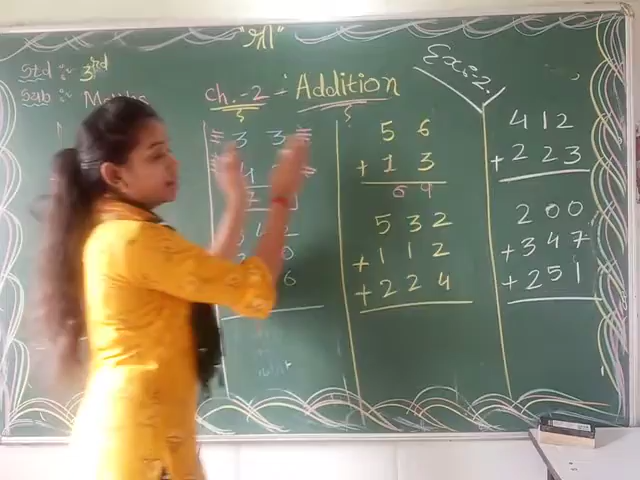 "श्री"
Std :- 3rd
Sub :-
Ch.-2 :- Addition
Ex:2.
3 3
5 6
+ 1 3
6 9
5 3 2
+ 1 1 2
+ 2 2 4
4 1 2
+ 2 2 3
2 0 0
+ 3 4 7
+ 2 5 1